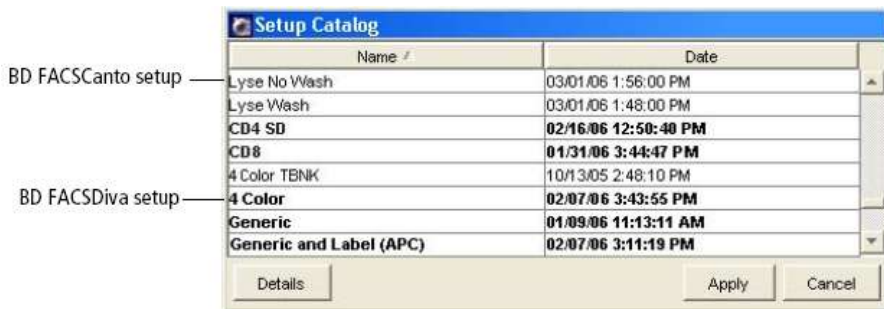 Setup Catalog
Name Date
BD FACSCanto setup Lyse No Wash 03/01/06 1:56:00 PM
Lyse Wash 03/01/06 1:48:00 PM
CD4 SD 02/16/06 12:50:40 PM
CD8 01/31/06 3:44:47 PM
4 Color TBNK 10/13/05 2:48:10 PM
BD FACSDiva setup 4 Color 02/07/06 3:43:55 PM
Generic 01/09/06 11:13:11 AM
Generic and Label (APC) 02/07/06 3:11:19 PM
Details Apply Cancel